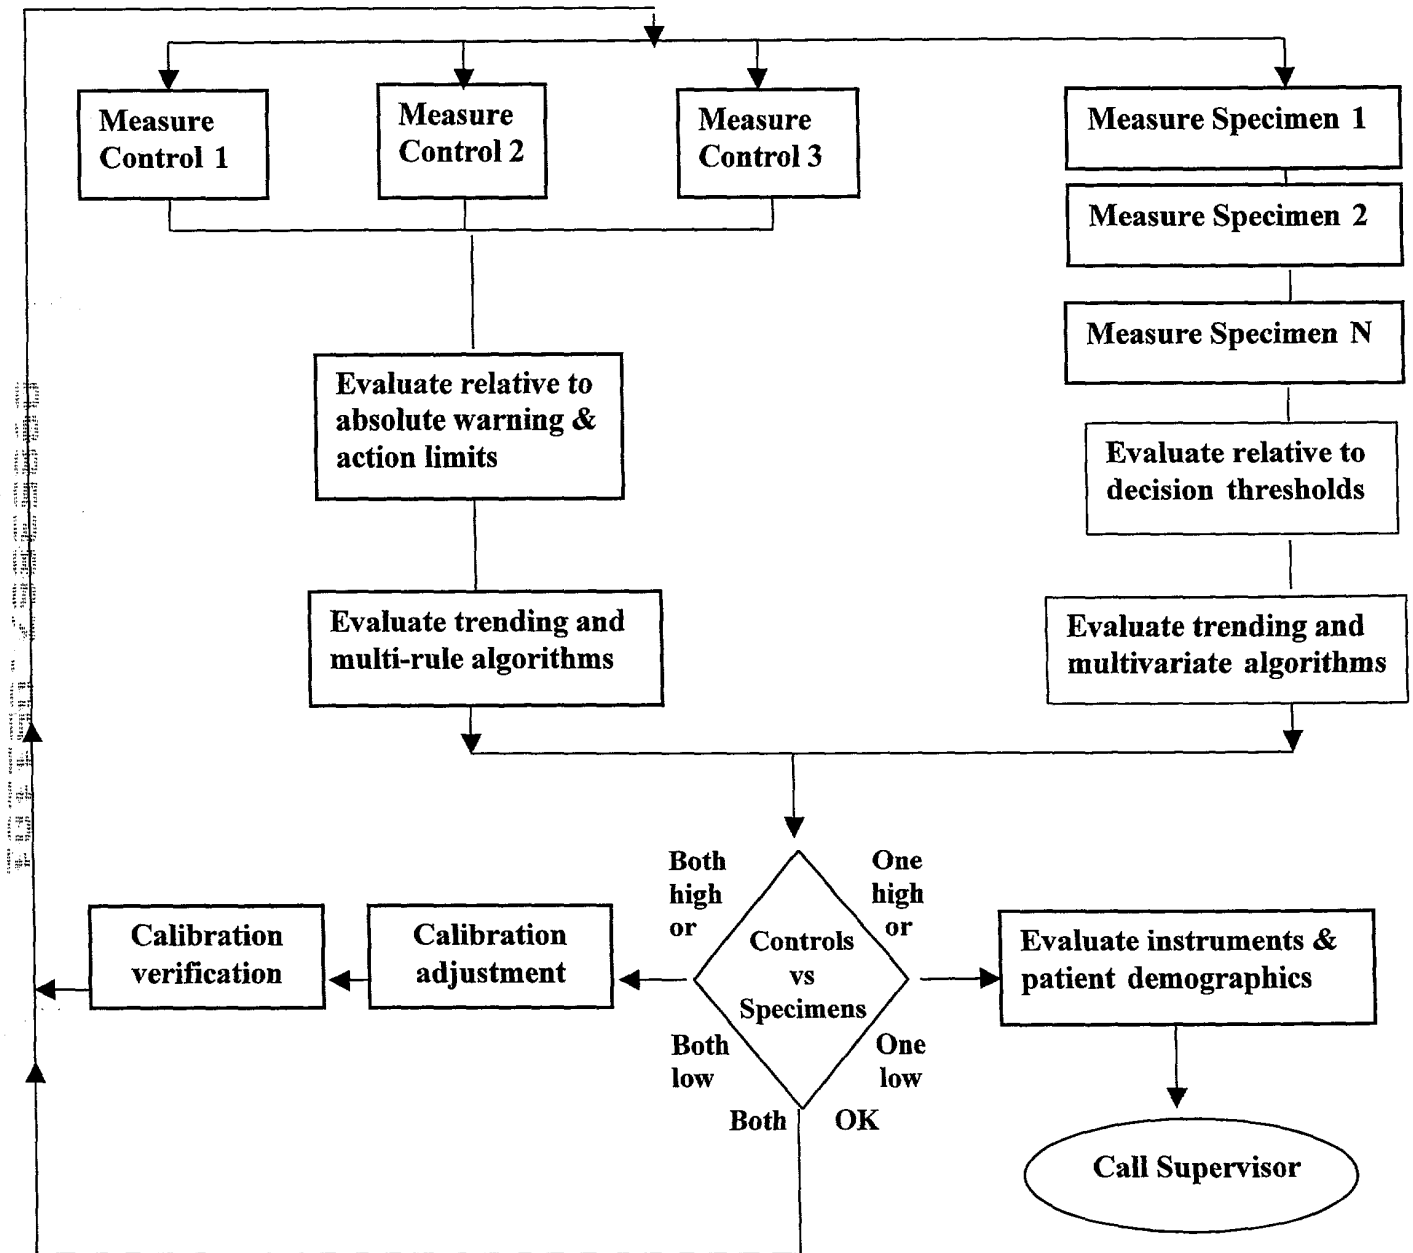 Measure
Control 1
Measure
Control 2
Measure
Control 3
Measure Specimen 1
Measure Specimen 2
Measure Specimen N
Evaluate relative to
absolute warning &
action limits
Evaluate relative to
decision thresholds
Evaluate trending and
multi-rule algorithms
Evaluate trending and
multivariate algorithms
Both
high
or
One
high
or
Controls
vs
Specimens
Calibration
verification
Calibration
adjustment
Evaluate instruments &
patient demographics
Both
low
One
low
Both OK
Call Supervisor